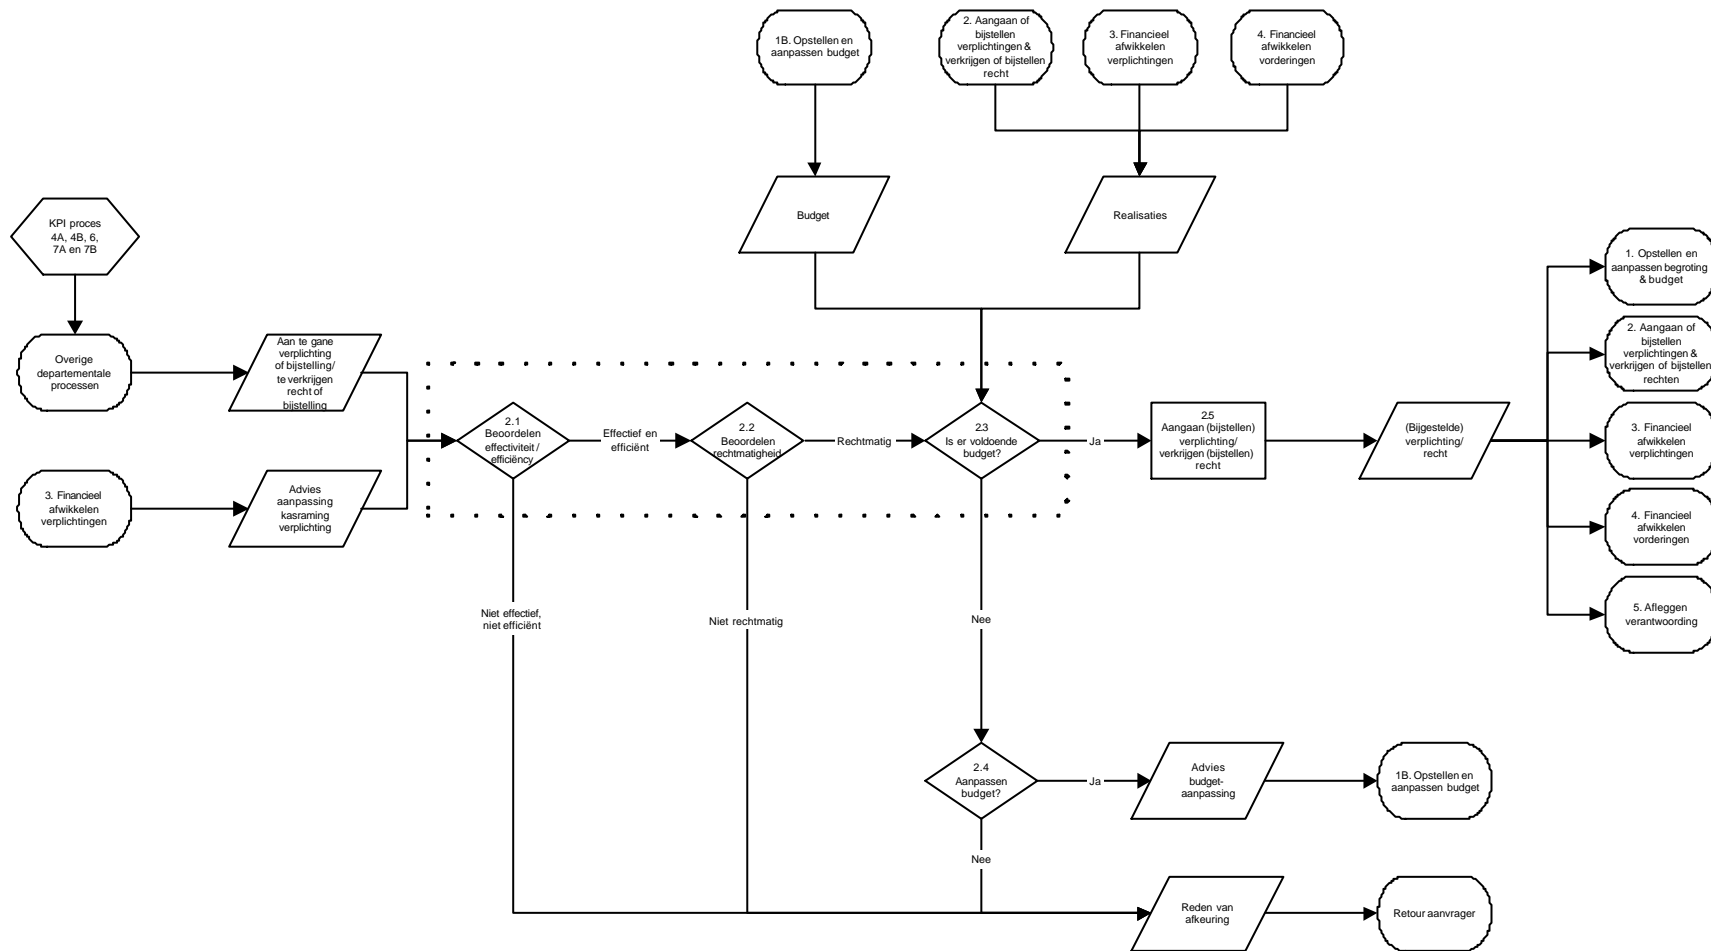 1B. Opstellen en
aanpassen budget
2. Aangaan of
bijstellen
verplichtingen &
verkrijgen of bijstellen
recht
3. Financieel
afwikkelen
verplichtingen
4. Financieel
afwikkelen
vorderingen
Budget
Realisaties
KPI proces
4A, 4B, 6,
7A en 7B
Overige
departementale
processen
Aan te gane
verplichting
of bijstelling/
te verkrijgen
recht of
bijstelling
3. Financieel
afwikkelen
verplichtingen
Advies
aanpassing
kasraming
verplichting
2.1
Beoordelen
effectiviteit /
efficiëncy
Effectief en
efficiënt
2.2
Beoordelen
rechtmatigheid
Rechtmatig
2.3
Is er voldoende
budget?
Ja
2.5
Aangaan (bijstellen)
verplichting/
verkrijgen (bijstellen)
recht
(Bijgestelde)
verplichting/
recht
1. Opstellen en
aanpassen begroting
& budget
2. Aangaan of
bijstellen
verplichtingen &
verkrijgen of bijstellen
rechten
3. Financieel
afwikkelen
verplichtingen
4. Financieel
afwikkelen
vorderingen
5. Afleggen
verantwoording
Niet effectief,
niet efficiënt
Niet rechtmatig
Nee
2.4
Aanpassen
budget?
Ja
Advies
budget-
aanpassing
1B. Opstellen en
aanpassen budget
Nee
Reden van
afkeuring
Retour aanvrager